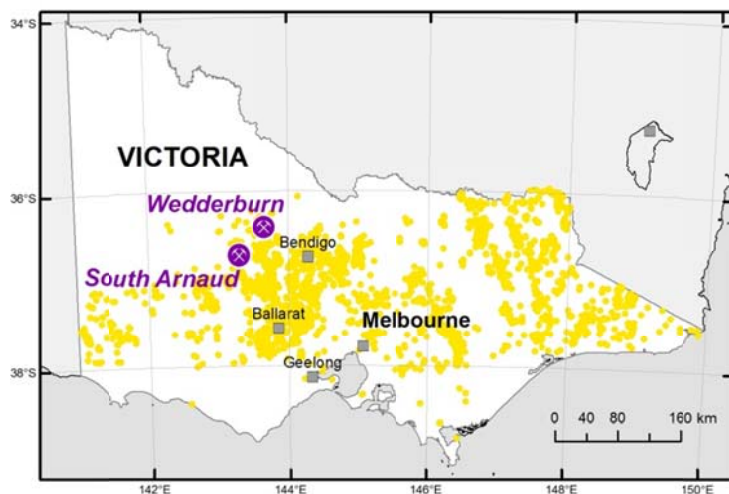 34°S
VICTORIA
36°S
Wedderburn
Bendigo
South Arnaud
Ballarat
Melbourne
Geelong
38°S
0 40 80 160 km
142°E 144°E 146°E 148°E 150°E